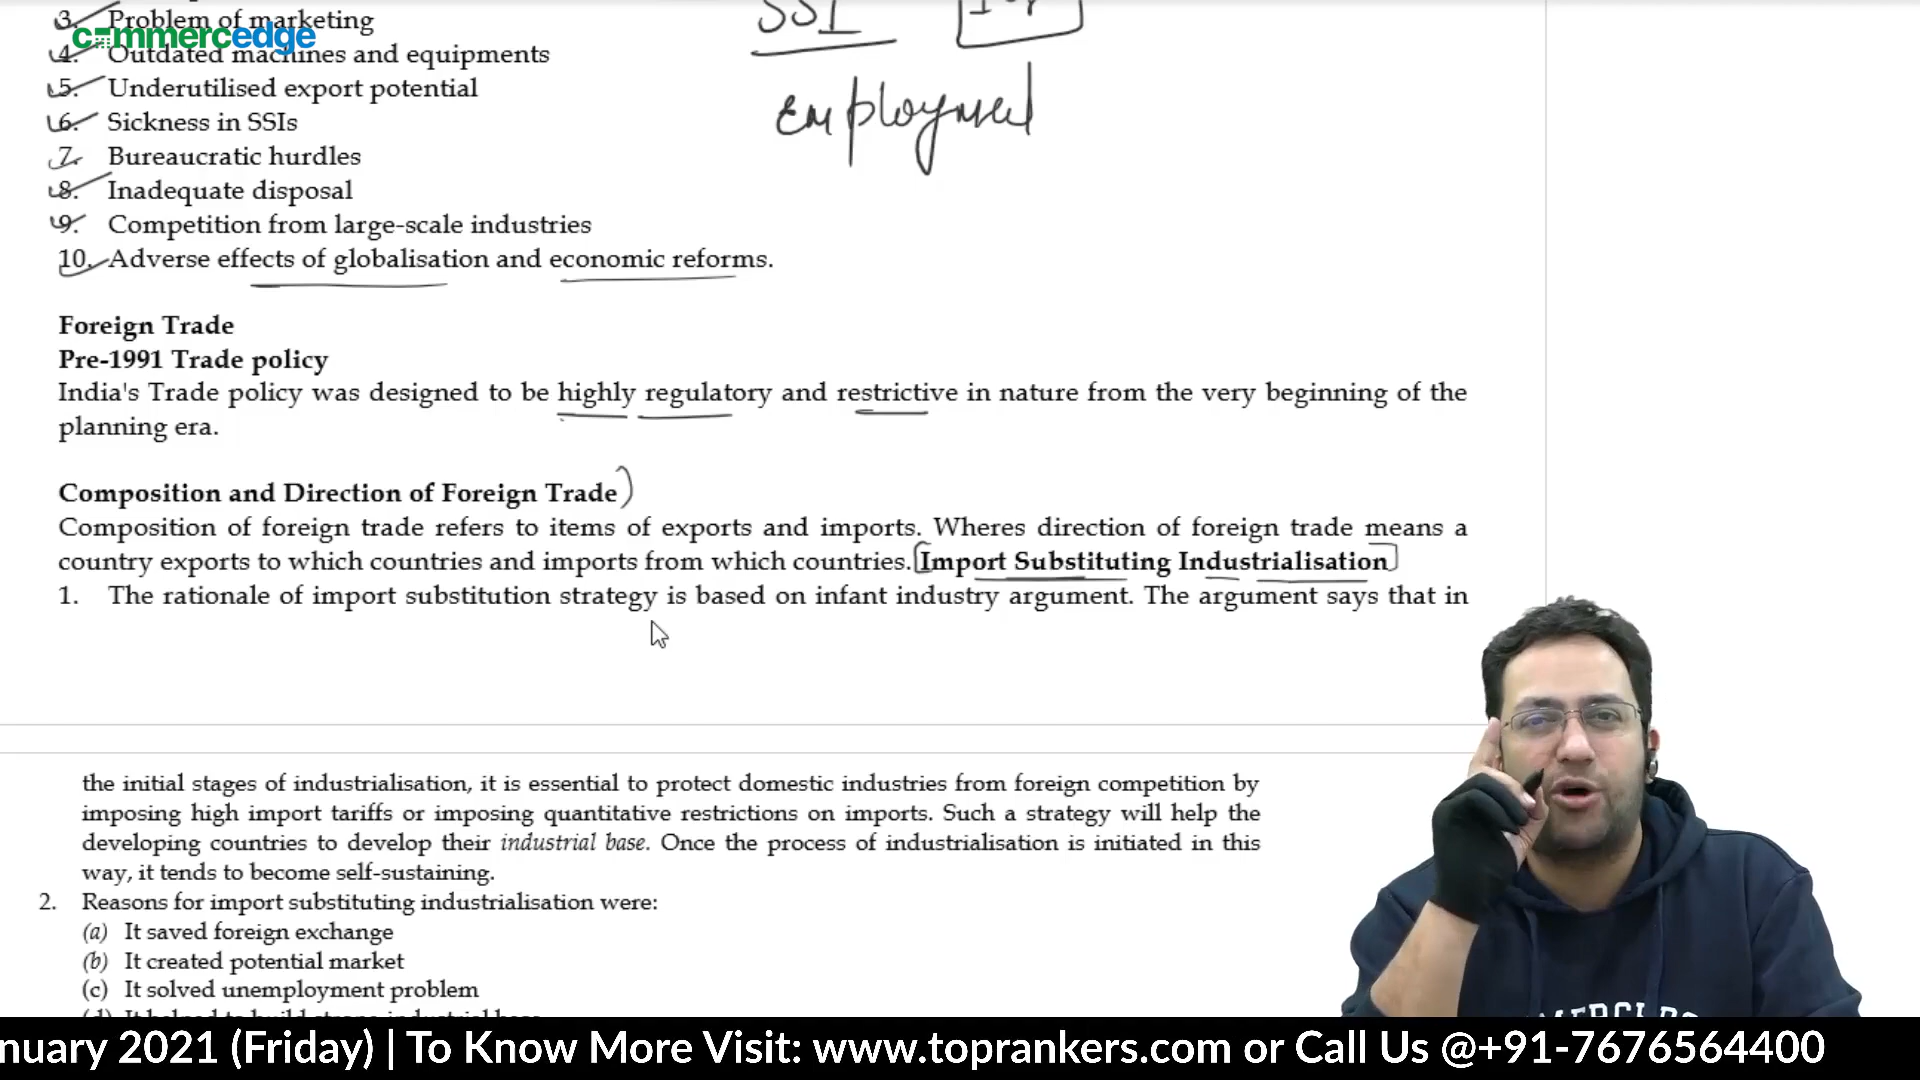 3. Problem of marketing
commercedge
4. Outdated machines and equipments
5. Underutilised export potential
6. Sickness in SSIs
7. Bureaucratic hurdles
8. Inadequate disposal
9. Competition from large-scale industries
10. Adverse effects of globalisation and economic reforms.
SSI
Employment
Foreign Trade
Pre-1991 Trade policy
India's Trade policy was designed to be highly regulatory and restrictive in nature from the very beginning of the
planning era.
Composition and Direction of Foreign Trade
Composition of foreign trade refers to items of exports and imports. Wheres direction of foreign trade means a
country exports to which countries and imports from which countries. Import Substituting Industrialisation
1. The rationale of import substitution strategy is based on infant industry argument. The argument says that in
the initial stages of industrialisation, it is essential to protect domestic industries from foreign competition by
imposing high import tariffs or imposing quantitative restrictions on imports. Such a strategy will help the
developing countries to develop their industrial base. Once the process of industrialisation is initiated in this
way, it tends to become self-sustaining.
2. Reasons for import substituting industrialisation were:
(a) It saved foreign exchange
(b) It created potential market
(c) It solved unemployment problem
(d) It helped to build strong industrial base
nuary 2021 (Friday) | To Know More Visit: www.toprankers.com or Call Us @+91-7676564400